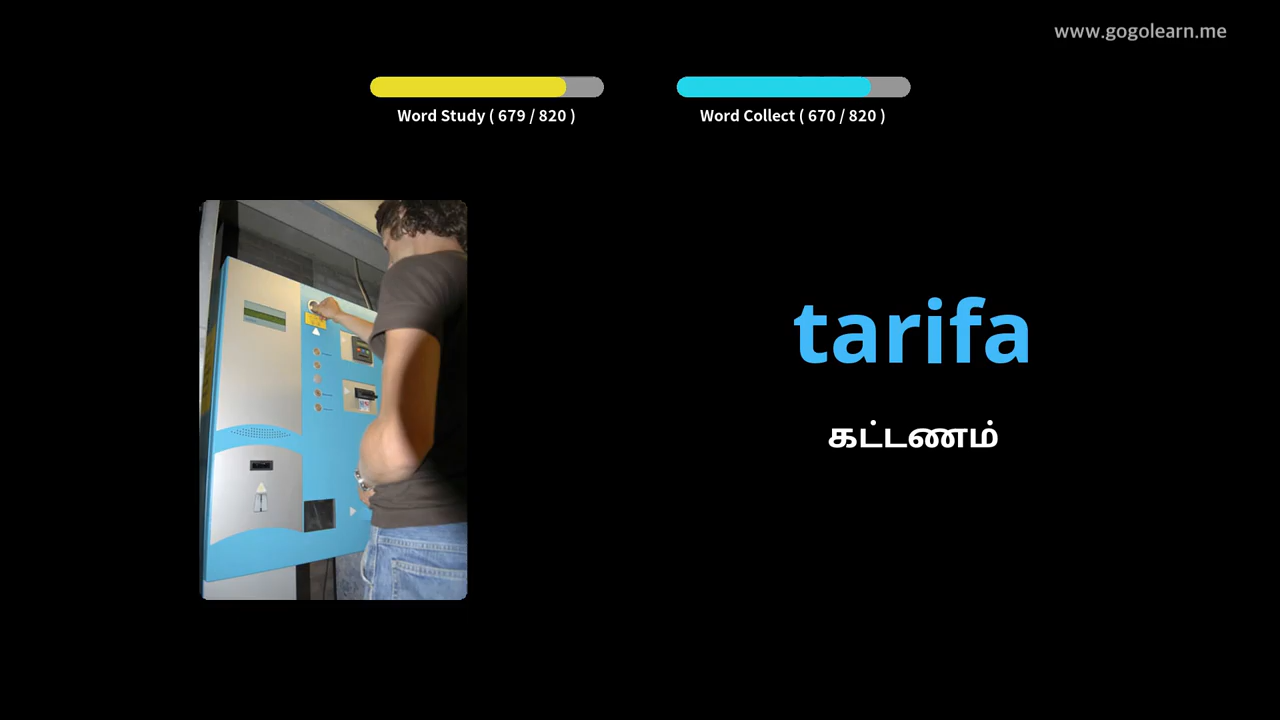 www.gogolearn.me
Word Study ( 679 / 820 )
Word Collect ( 670 / 820 )
tarifa
கட்டணம்